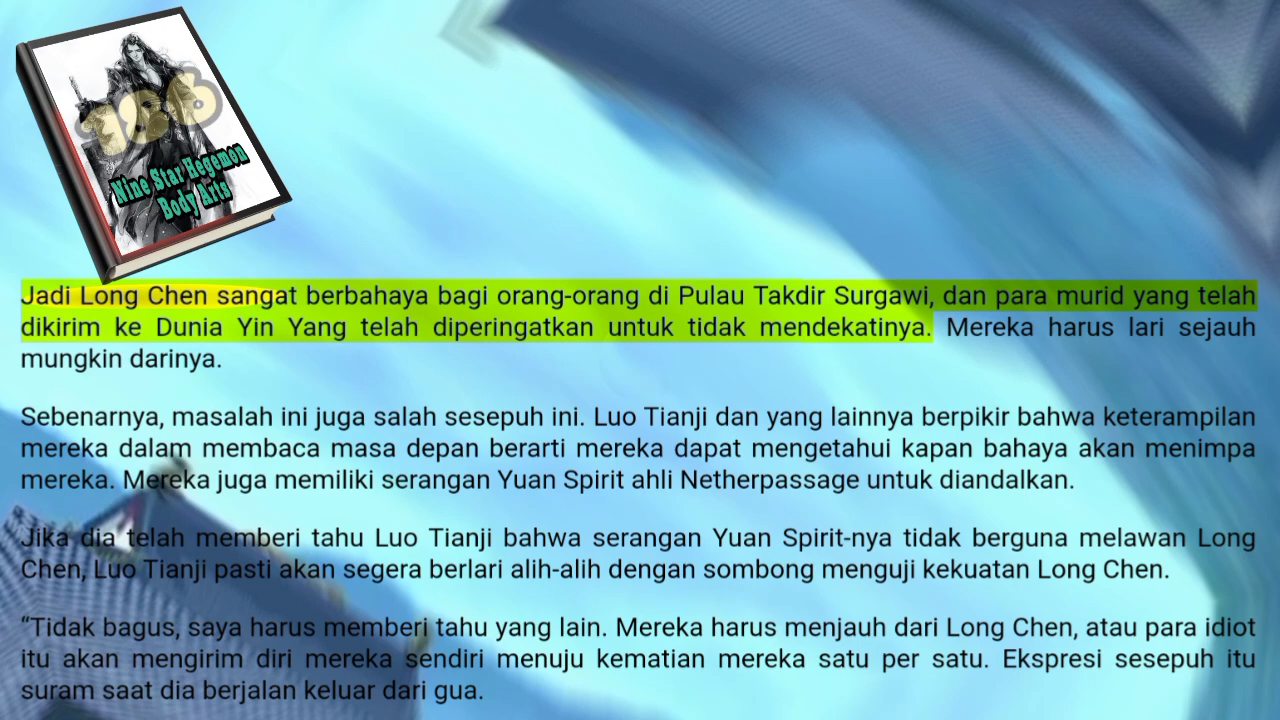 186
Nine Star Hegemon
Body Arts
Jadi Long Chen sangat berbahaya bagi orang-orang di Pulau Takdir Surgawi, dan para murid yang telah
dikirim ke Dunia Yin Yang telah diperingatkan untuk tidak mendekatinya. Mereka harus lari sejauh
mungkin darinya.
Sebenarnya, masalah ini juga salah sesepuh ini. Luo Tianji dan yang lainnya berpikir bahwa keterampilan
mereka dalam membaca masa depan berarti mereka dapat mengetahui kapan bahaya akan menimpa
mereka. Mereka juga memiliki serangan Yuan Spirit ahli Netherpassage untuk diandalkan.
Jika dia telah memberi tahu Luo Tianji bahwa serangan Yuan Spirit-nya tidak berguna melawan Long
Chen, Luo Tianji pasti akan segera berlari alih-alih dengan sombong menguji kekuatan Long Chen.
“Tidak bagus, saya harus memberi tahu yang lain. Mereka harus menjauh dari Long Chen, atau para idiot
itu akan mengirim diri mereka sendiri menuju kematian mereka satu per satu. Ekspresi sesepuh itu
suram saat dia berjalan keluar dari gua.